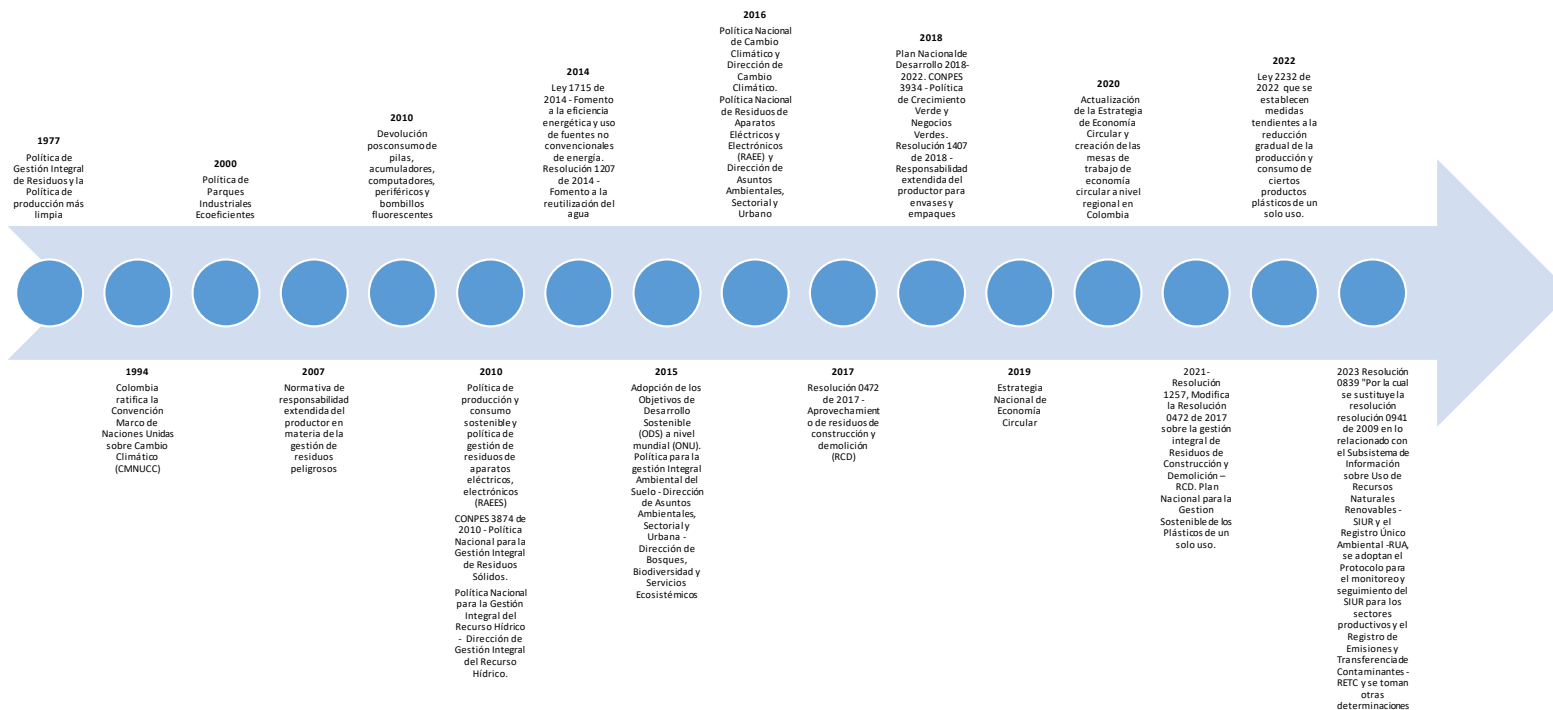 1977
Política de
Gestión Integral
de Residuos y la
Política de
producción más
limpia
1994
Colombia
ratifica la
Convención
Marco de
Naciones Unidas
sobre Cambio
Climático
(CMNUCC)
2000
Política de
Parques
Industriales
Ecoeficientes
2007
Normativa de
responsabilidad
extendida del
productor en
materia de la
gestión de
residuos
peligrosos
2010
Devolución
posconsumo de
pilas,
acumuladores,
computadores,
periféricos y
bombillos
fluorescentes
2010
Política de
producción y
consumo
sostenible y
política de
gestión de
residuos de
aparatos
eléctricos,
electrónicos
(RAEES)
CONPES 3874 de
2010 - Política
Nacional para la
Gestión Integral
de Residuos
Sólidos.
Política Nacional
para la Gestión
Integral del
Recurso Hídrico
- Dirección de
Gestión Integral
del Recurso
Hídrico.
2014
Ley 1715 de
2014 - Fomento
a la eficiencia
energética y uso
de fuentes no
convencionales
de energía.
Resolución 1207
de 2014 -
Fomento a la
reutilización del
agua
2015
Adopción de los
Objetivos de
Desarrollo
Sostenible
(ODS) a nivel
mundial (ONU).
Política para la
gestión Integral
Ambiental del
Suelo - Dirección
de Asuntos
Ambientales,
Sectorial y
Urbana -
Dirección de
Bosques,
Biodiversidad y
Servicios
Ecosistémicos
2016
Política Nacional
de Cambio
Climático y
Dirección de
Cambio
Climático.
Política Nacional
de Residuos de
Aparatos
Eléctricos y
Electrónicos
(RAEE) y
Dirección de
Asuntos
Ambientales,
Sectorial y
Urbano
2017
Resolución 0472
de 2017 -
Aprovechamient
o de residuos de
construcción y
demolición
(RCD)
2018
Plan Nacional de
Desarrollo 2018-
2022. CONPES
3934 - Política
de Crecimiento
Verde y
Negocios
Verdes.
Resolución 1407
de 2018 -
Responsabilidad
extendida del
productor para
envases y
empaques
2019
Estrategia
Nacional de
Economía
Circular
2020
Actualización
de la Estrategia
de Economía
Circular y
creación de las
mesas de
trabajo de
economía
circular a nivel
regional en
Colombia
2021-
Resolución
1257, Modifica
la Resolución
0472 de 2017
sobre la gestión
integral de
Residuos de
Construcción y
Demolición –
RCD. Plan
Nacional para la
Gestion
Sostenible de los
Plásticos de un
solo uso.
2022
Ley 2232 de
2022 que se
establecen
medidas
tendientes a la
reducción
gradual de la
producción y
consumo de
ciertos
productos
plásticos de un
solo uso.
2023 Resolución
0839 "Por la cual
se sustituye la
resolución
resolución 0941
de 2009 en lo
relacionado con
el Subsistema de
Información
sobre Uso de
Recursos
Naturales
Renovables -
SIUR y el
Registro Único
Ambiental -RUA,
se adoptan el
Protocolo para
el monitoreo y
seguimiento del
SIUR para los
sectores
productivos y el
Registro de
Emisiones y
Transferencia de
Contaminantes -
RETC y se toman
otras
determinaciones